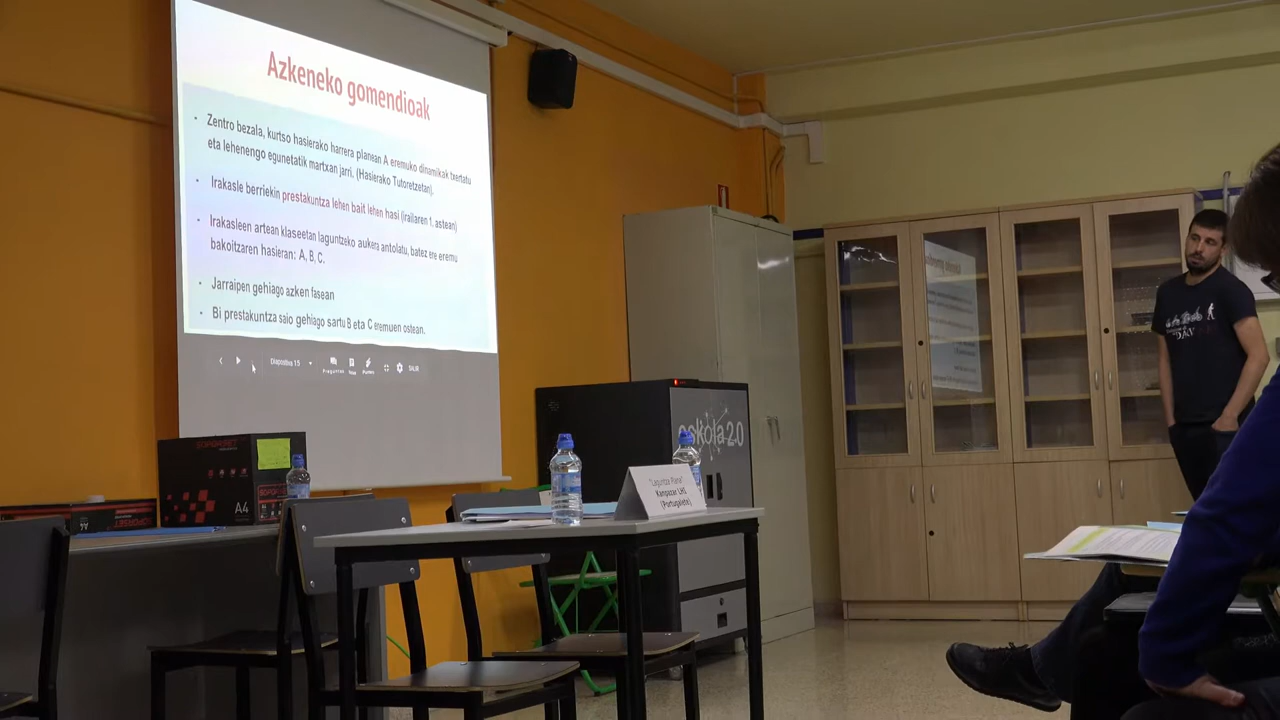 Azkeneko gomendioak
Zentro bezala, kurtso hasierako harrera planean A eremuko dinamikak txertatu
eta lehenengo egunetatik martxan jarri. (Hasierako Tutoretzetan).
Irakasle berriekin prestakuntza lehen bait lehen hasi (irailaren 1. astean)
Irakasleen artean klaseetan laguntzeko aukera antolatu, batez ere eremu
bakoitzaren hasieran: A, B, C.
Jarraipen gehiago azken fasean
Bi prestakuntza saio gehiago sartu B eta C eremuen ostean.
Diapositiva 15
eskola 2.0
"Laguntza Plana"
Kanpazar LHI
(Portugalete)
A4